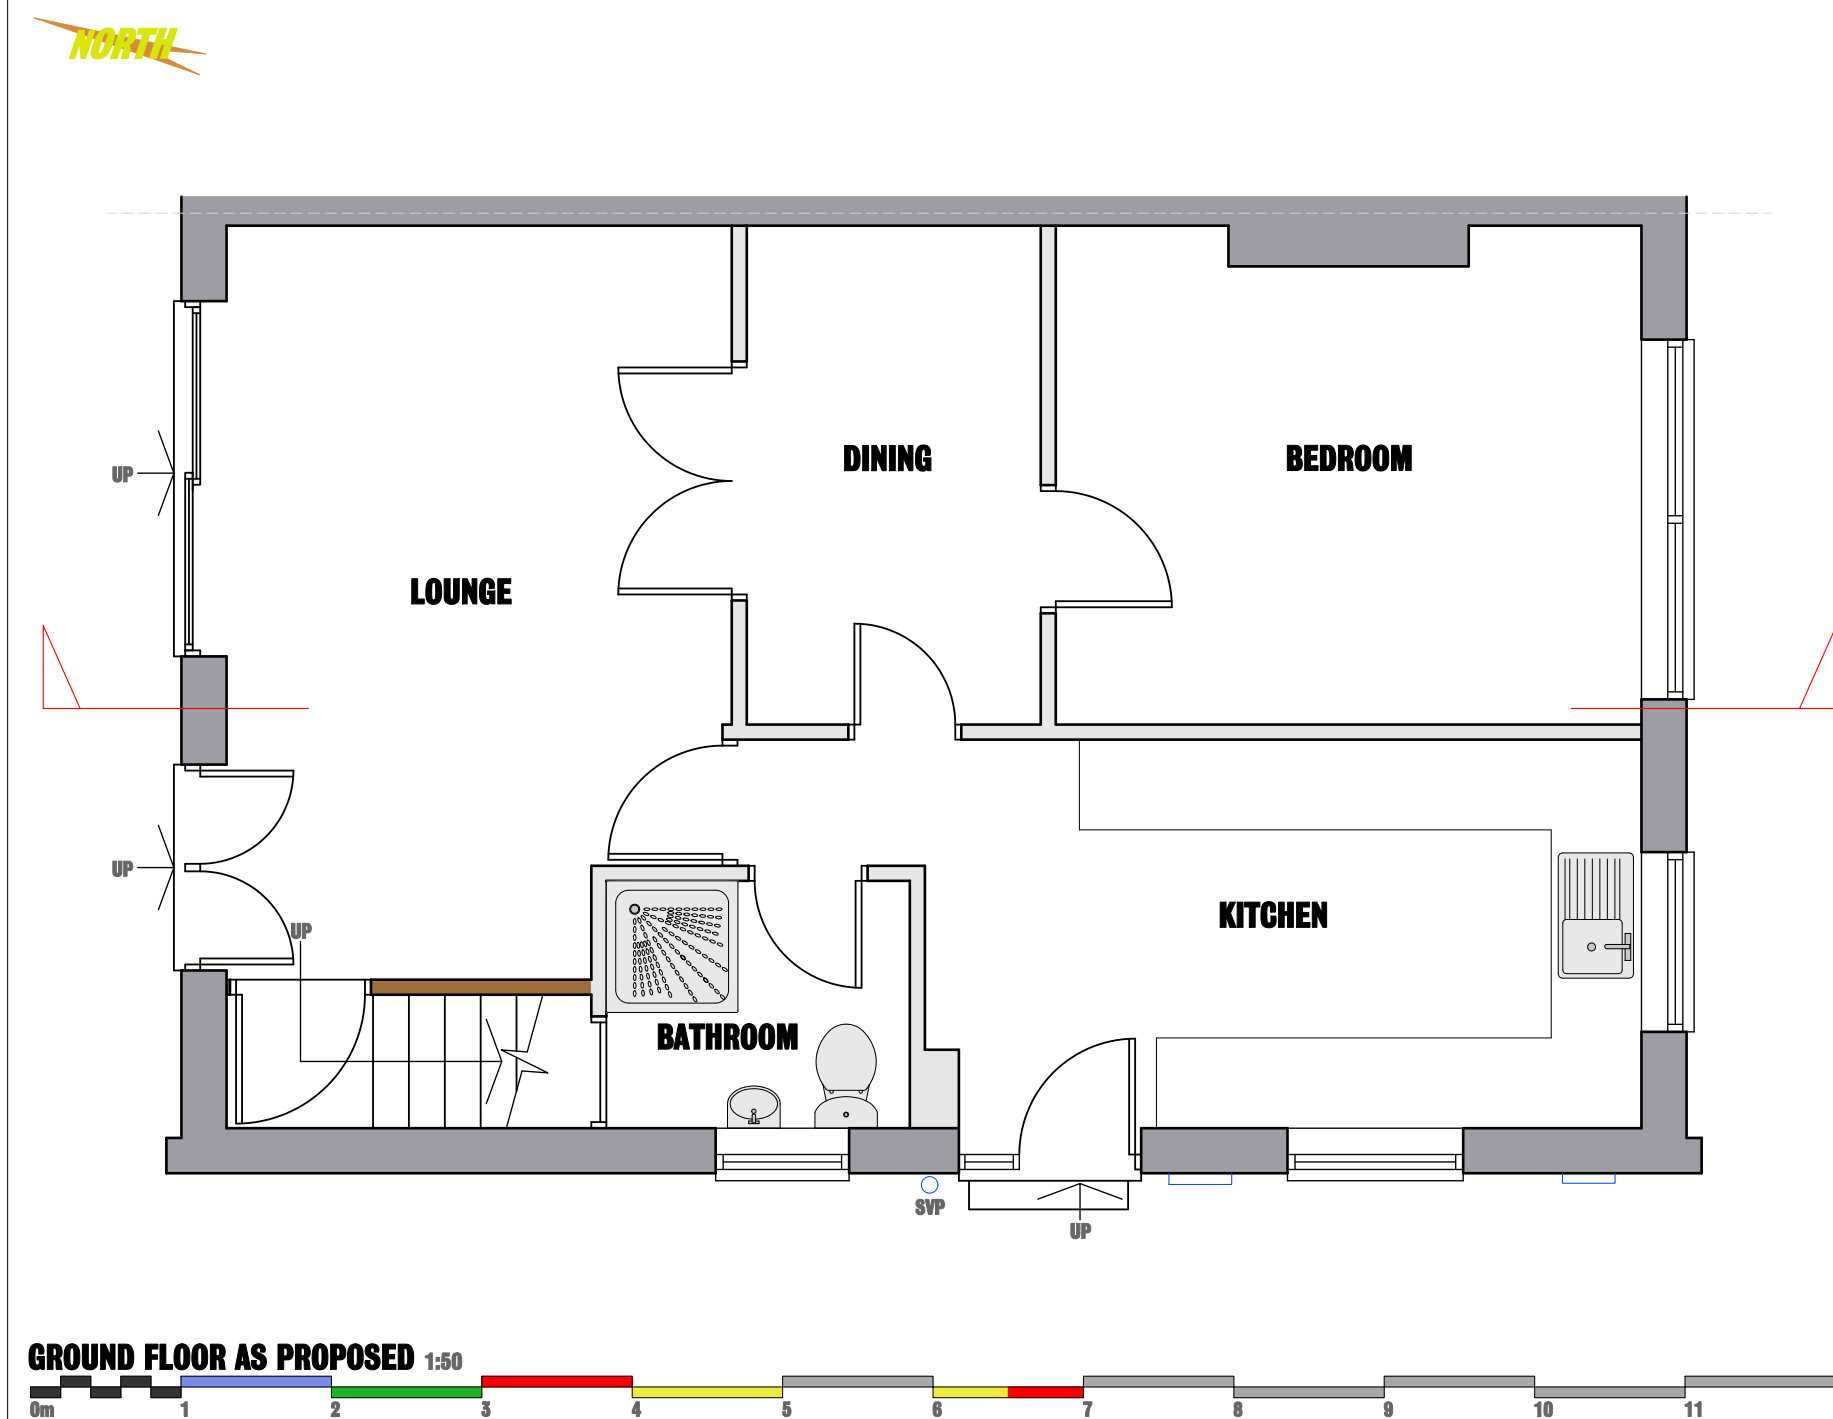 NORTH
DINING
BEDROOM
UP
LOUNGE
UP
KITCHEN
UP
BATHROOM
SVP
UP
GROUND FLOOR AS PROPOSED 1:50
0m 1 2 3 4 5 6 7 8 9 10 11